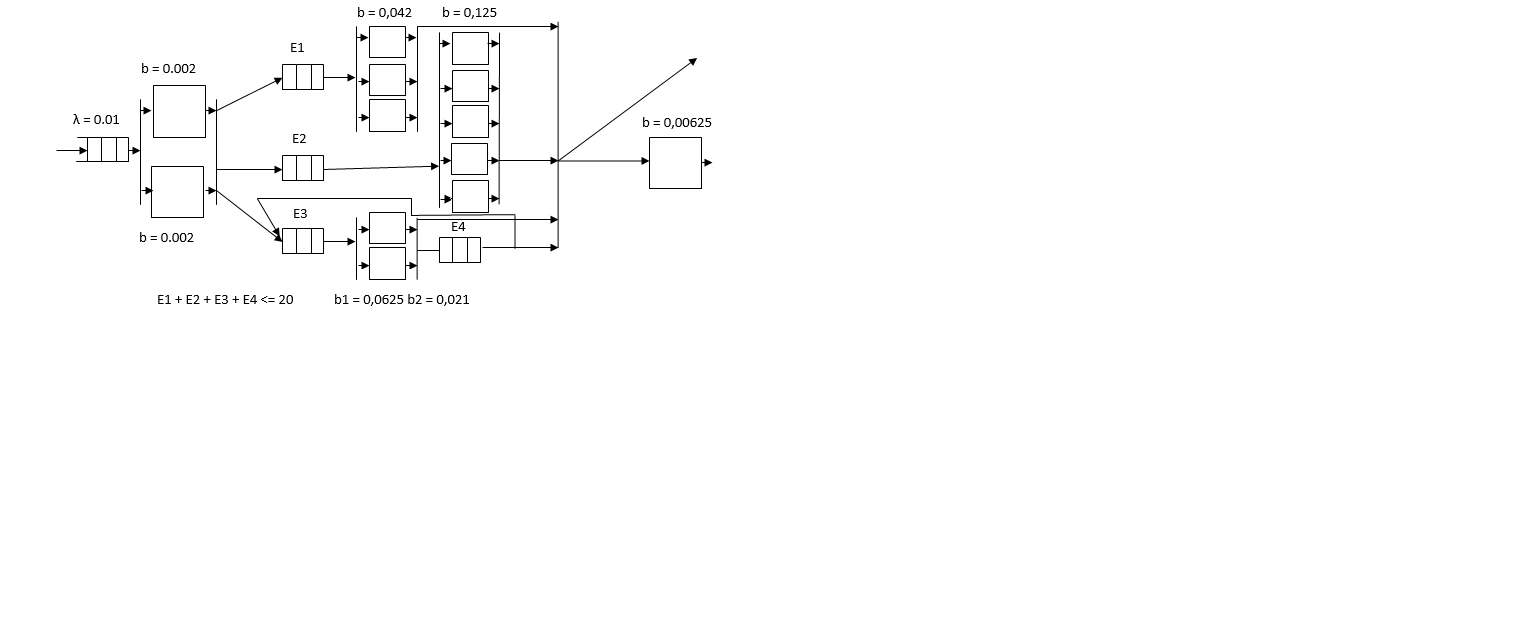 b = 0,042
b = 0,125
E1
b = 0.002
λ = 0.01
b = 0,00625
E2
E3
E4
b = 0.002
E1 + E2 + E3 + E4 <= 20
b1 = 0,0625 b2 = 0,021